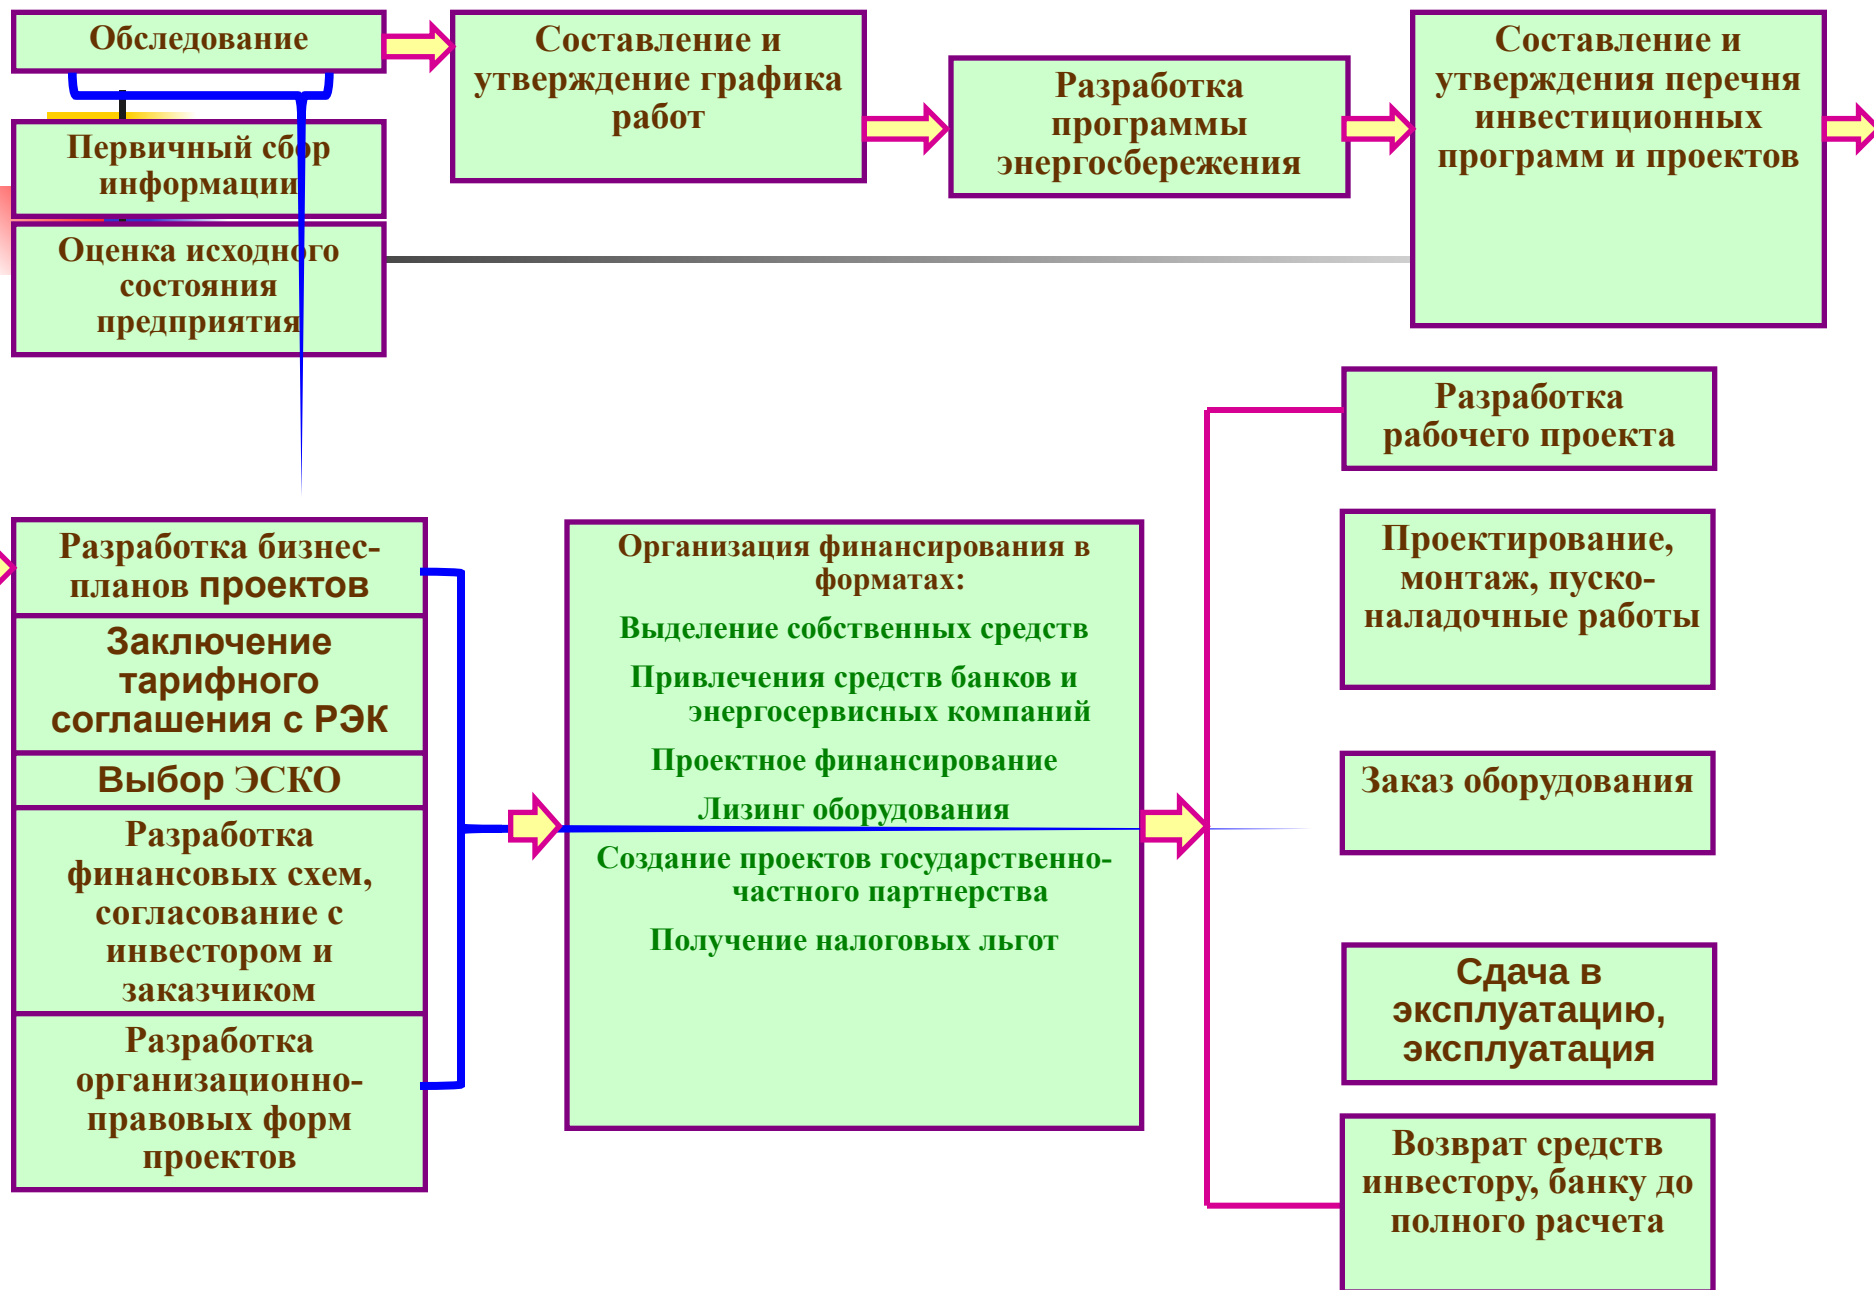 Обследование
Первичный сбор
информации
Оценка исходного
состояния
предприятия
Составление и
утверждение графика
работ
Разработка
программы
энергосбережения
Составление и
утверждения перечня
инвестиционных
программ и проектов
Разработка бизнес-
планов проектов
Заключение
тарифного
соглашения с РЭК
Выбор ЭСКО
Разработка
финансовых схем,
согласование с
инвестором и
заказчиком
Разработка
организационно-
правовых форм
проектов
Организация финансирования в
форматах:
Выделение собственных средств
Привлечения средств банков и
энергосервисных компаний
Проектное финансирование
Лизинг оборудования
Создание проектов государственно-
частного партнерства
Получение налоговых льгот
Разработка
рабочего проекта
Проектирование,
монтаж, пуско-
наладочные работы
Заказ оборудования
Сдача в
эксплуатацию,
эксплуатация
Возврат средств
инвестору, банку до
полного расчета